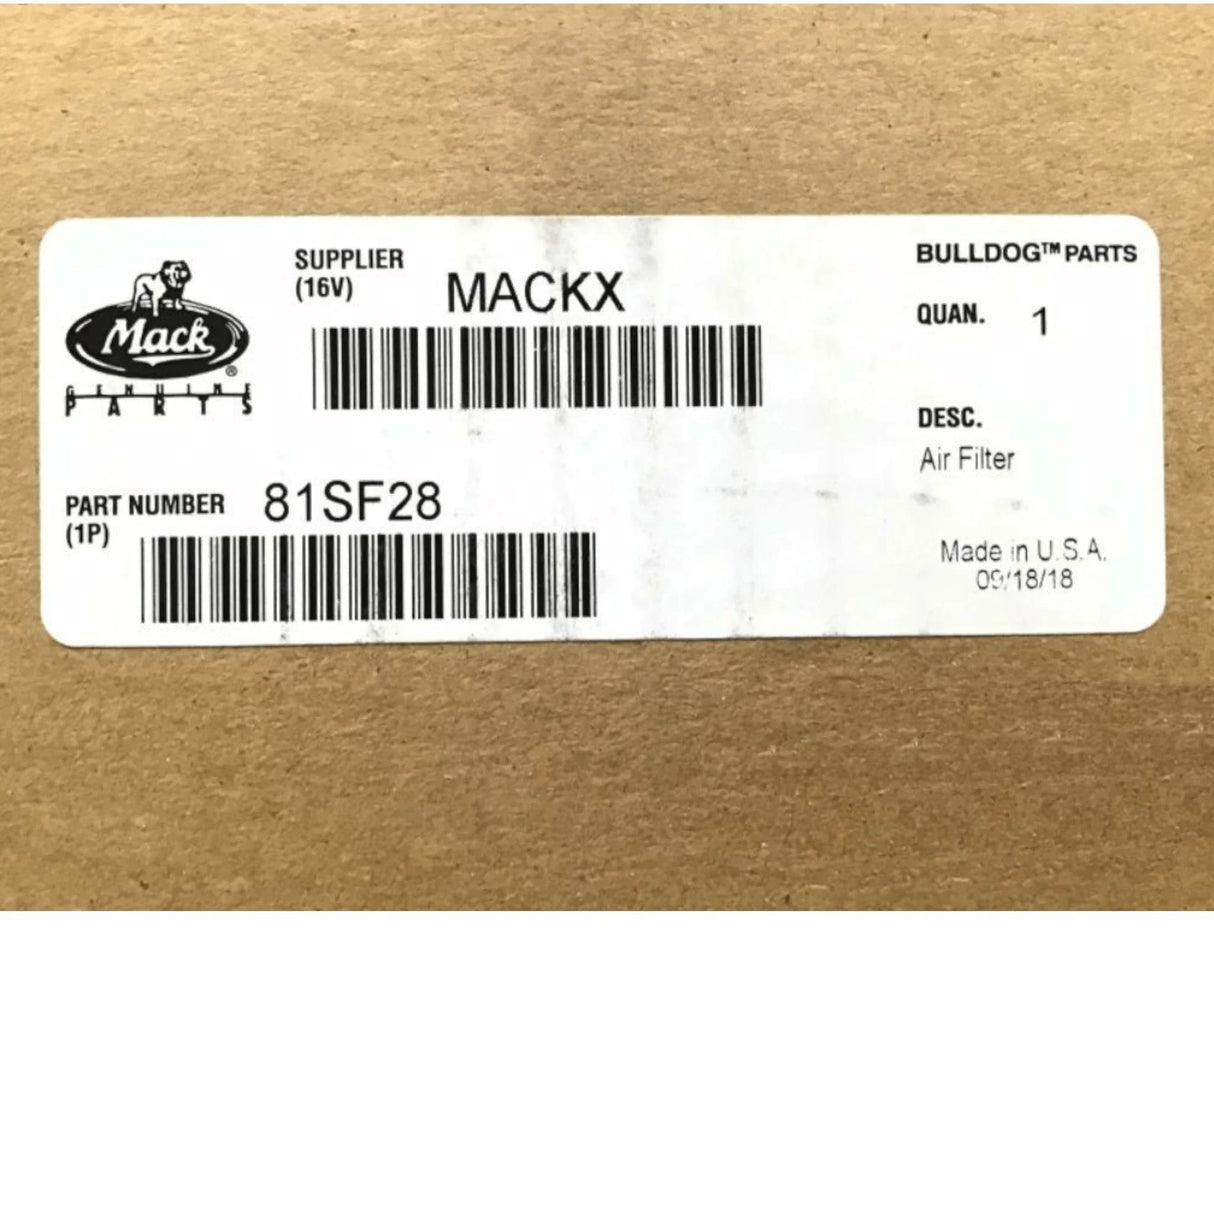 SUPPLIER
(16V)
MACKX
Mack
®
GENUINE
PARTS
PART NUMBER
(1P)
81SF28
BULLDOG™ PARTS
QUAN. 1
DESC.
Air Filter
Made in U.S.A.
09/18/18